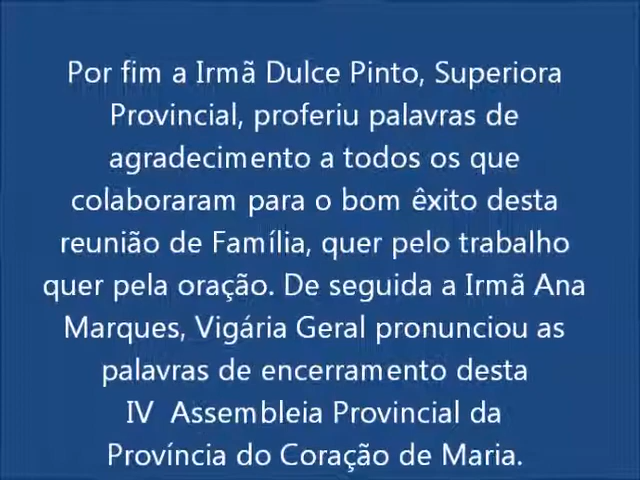 Por fim a Irmã Dulce Pinto, Superiora
Provincial, proferiu palavras de
agradecimento a todos os que
colaboraram para o bom êxito desta
reunião de Família, quer pelo trabalho
quer pela oração. De seguida a Irmã Ana
Marques, Vigária Geral pronunciou as
palavras de encerramento desta
IV Assembleia Provincial da
Província do Coração de Maria.